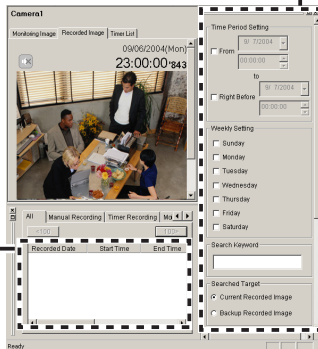 Camera1
Monitoring Image Recorded Image Timer List
09/06/2004(Mon)
23:00:00'843
All Manual Recording Timer Recording
<100 100>
Recorded Date Start Time End Time
Ready
Time Period Setting
From 9/ 7/2004
00:00:00
to
Right Before 9/ 7/2004
00:00:00
Weekly Setting
Sunday
Monday
Tuesday
Wednesday
Thursday
Friday
Saturday
Search Keyword
Searched Target
Current Recorded Image
Backup Recorded Image